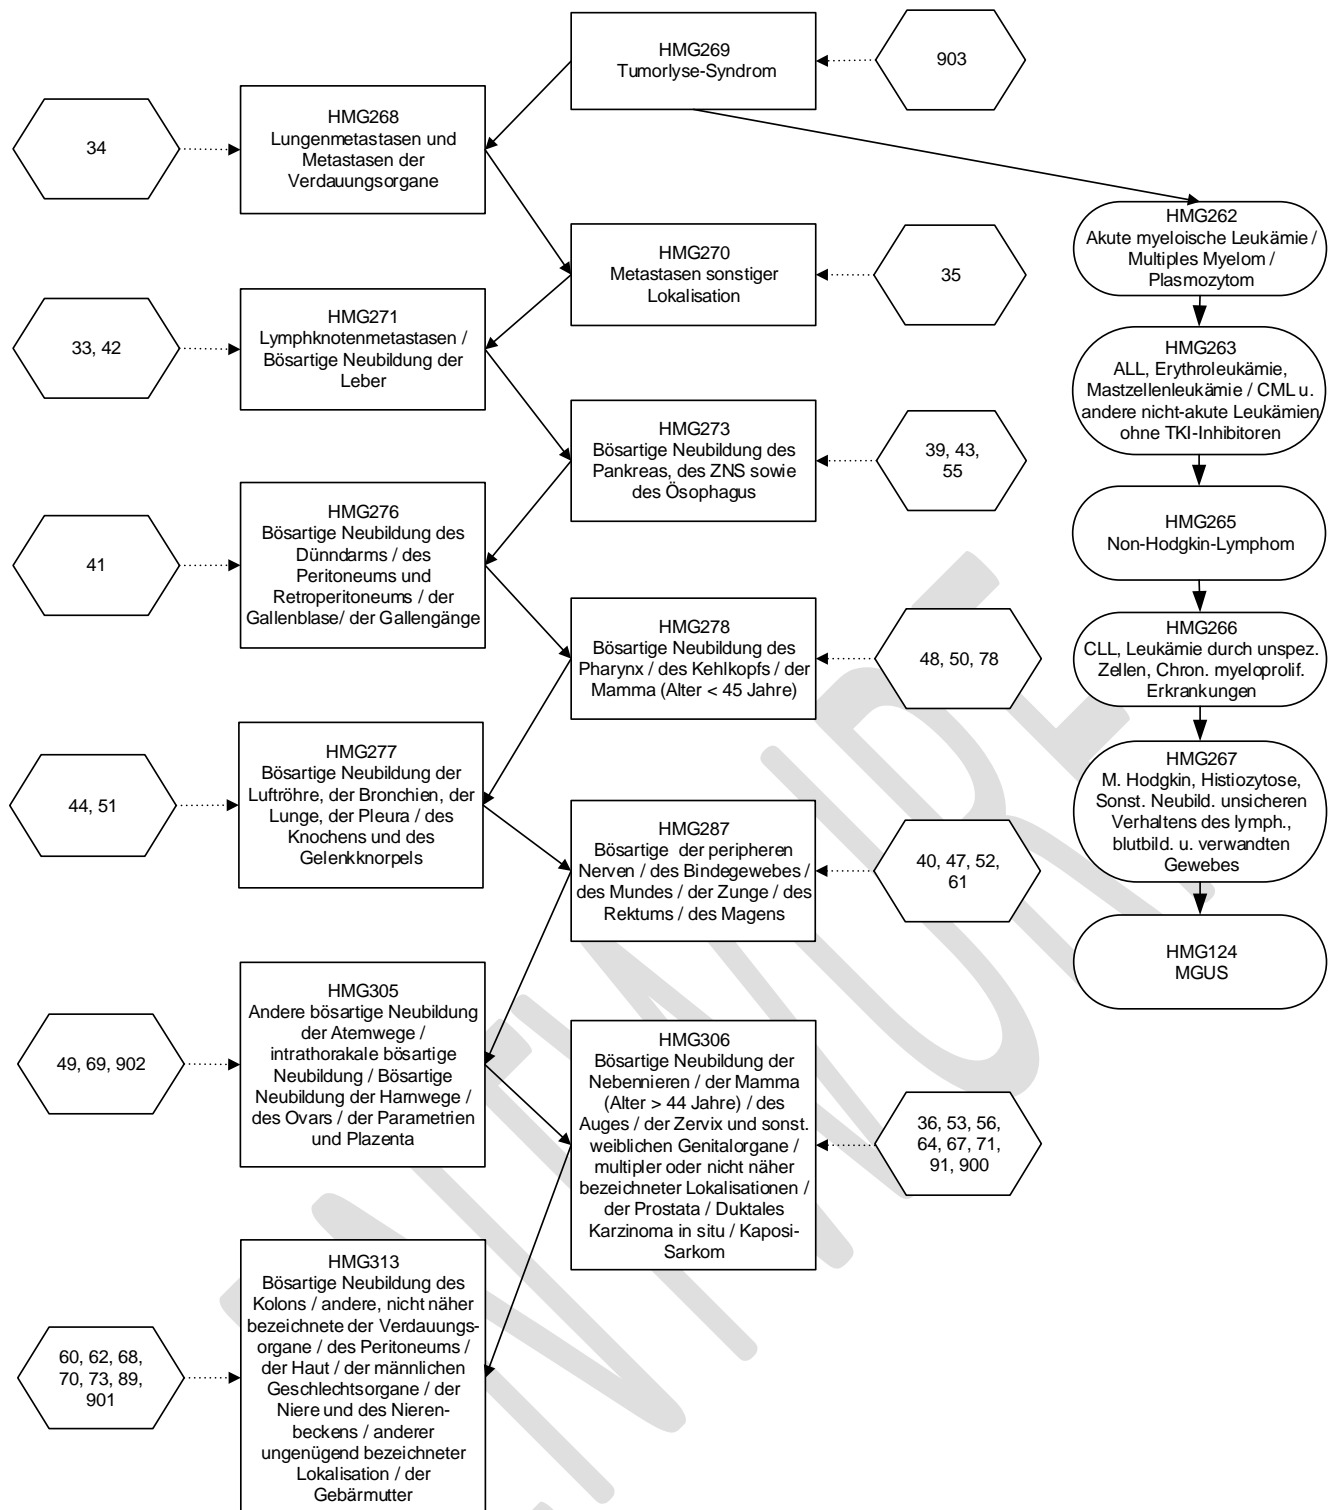 HMG269
Tumorlyse-Syndrom
903
HMG268
Lungenmetastasen und
Metastasen der
Verdauungsorgane
34
HMG262
Akute myeloische Leukämie /
Multiples Myelom /
Plasmozytom
HMG270
Metastasen sonstiger
Lokalisation
35
HMG271
Lymphknotenmetastasen /
Bösartige Neubildung der
Leber
33, 42
HMG263
ALL, Erythroleukämie,
Mastzellenleukämie / CML u.
andere nicht-akute Leukämien
ohne TKI-Inhibitoren
HMG273
Bösartige Neubildung des
Pankreas, des ZNS sowie
des Ösophagus
39, 43,
55
HMG276
Bösartige Neubildung des
Dünndarms / des
Peritoneums und
Retroperitoneums / der
Gallenblase/ der Gallengänge
41
HMG265
Non-Hodgkin-Lymphom
HMG278
Bösartige Neubildung des
Pharynx / des Kehlkopfs / der
Mamma (Alter < 45 Jahre)
48, 50, 78
HMG266
CLL, Leukämie durch unspez.
Zellen, Chron. myeloprolif.
Erkrankungen
HMG277
Bösartige Neubildung der
Luftröhre, der Bronchien, der
Lunge, der Pleura / des
Knochens und des
Gelenkknorpels
44, 51
HMG267
M. Hodgkin, Histiozytose,
Sonst. Neubild. unsicheren
Verhaltens des lymph.,
blutbild. u. verwandten
Gewebes
HMG287
Bösartige der peripheren
Nerven / des Bindegewebes /
des Mundes / der Zunge / des
Rektums / des Magens
40, 47, 52,
61
HMG124
MGUS
HMG305
Andere bösartige Neubildung
der Atemwege /
intrathorakale bösartige
Neubildung / Bösartige
Neubildung der Harnwege /
des Ovars / der Parametrien
und Plazenta
49, 69, 902
HMG306
Bösartige Neubildung der
Nebennieren / der Mamma
(Alter > 44 Jahre) / des
Auges / der Zervix und sonst.
weiblichen Genitalorgane /
multipler oder nicht näher
bezeichneter Lokalisationen /
der Prostata / Duktales
Karzinoma in situ / Kaposi-
Sarkom
36, 53, 56,
64, 67, 71,
91, 900
HMG313
Bösartige Neubildung des
Kolons / andere, nicht näher
bezeichnete der Verdauungs-
organe / des Peritoneums /
der Haut / der männlichen
Geschlechtsorgane / der
Niere und des Nieren-
beckens / anderer
ungenügend bezeichneter
Lokalisation / der
Gebärmutter
60, 62, 68,
70, 73, 89,
901
ENTWURF